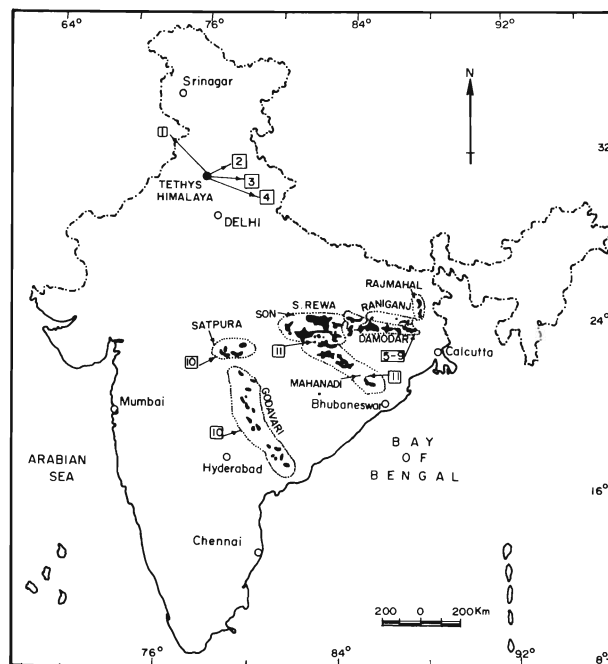 64° 76° 84° 92°
Srinagar
N
1
32
2
3
TETHYS
HIMALAYA
4
DELHI
RAJMAHAL
S. REWA
RANIGANJ
24°
SON
SATPURA
DAMODAR
11
5-9
Calcutta
10
MAHANADI
11
GODAVARI
Bhubaneswar
Mumbai
10
BAY
OF
BENGAL
ARABIAN
SEA
Hyderabad
16°
Chennai
200 0 200 Km
76° 84° 92° 8°